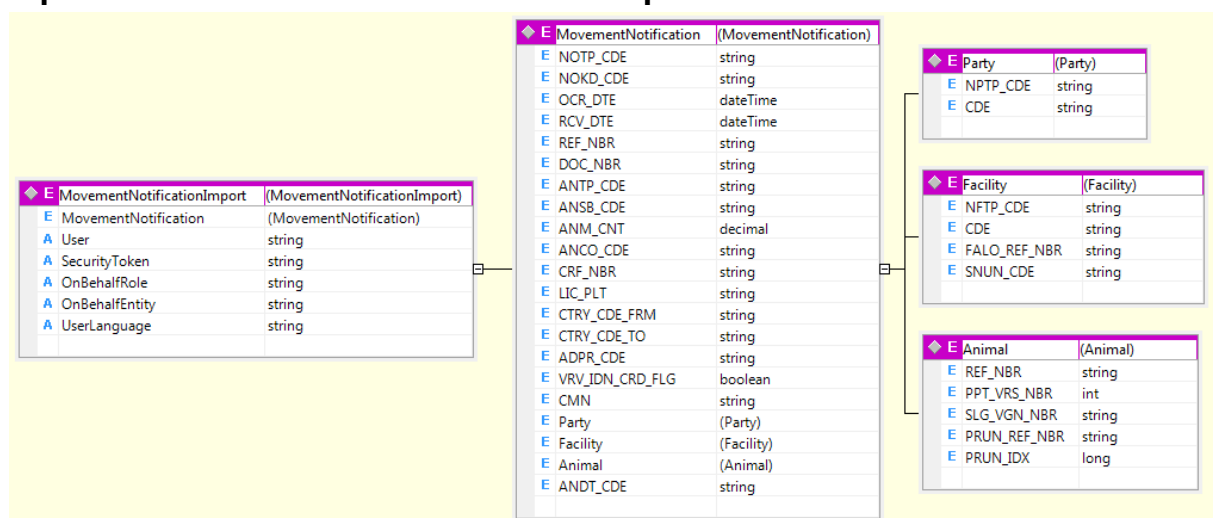 E MovementNotificationImport (MovementNotificationImport)
E MovementNotification (MovementNotification)
A User string
A SecurityToken string
A OnBehalfRole string
A OnBehalfEntity string
A UserLanguage string
E MovementNotification (MovementNotification)
E NOTP_CDE string
E NOKD_CDE string
E OCR_DTE dateTime
E RCV_DTE dateTime
E REF_NBR string
E DOC_NBR string
E ANTP_CDE string
E ANSB_CDE string
E ANM_CNT decimal
E ANCO_CDE string
E CRF_NBR string
E LIC_PLT string
E CTRY_CDE_FRM string
E CTRY_CDE_TO string
E ADPR_CDE string
E VRV_IDN_CRD_FLG boolean
E CMN string
E Party (Party)
E Facility (Facility)
E Animal (Animal)
E ANDT_CDE string
E Party (Party)
E NPTP_CDE string
E CDE string
E Facility (Facility)
E NFTP_CDE string
E CDE string
E FALO_REF_NBR string
E SNUN_CDE string
E Animal (Animal)
E REF_NBR string
E PPT_VRS_NBR int
E SLG_VGN_NBR string
E PRUN_REF_NBR string
E PRUN_IDX long